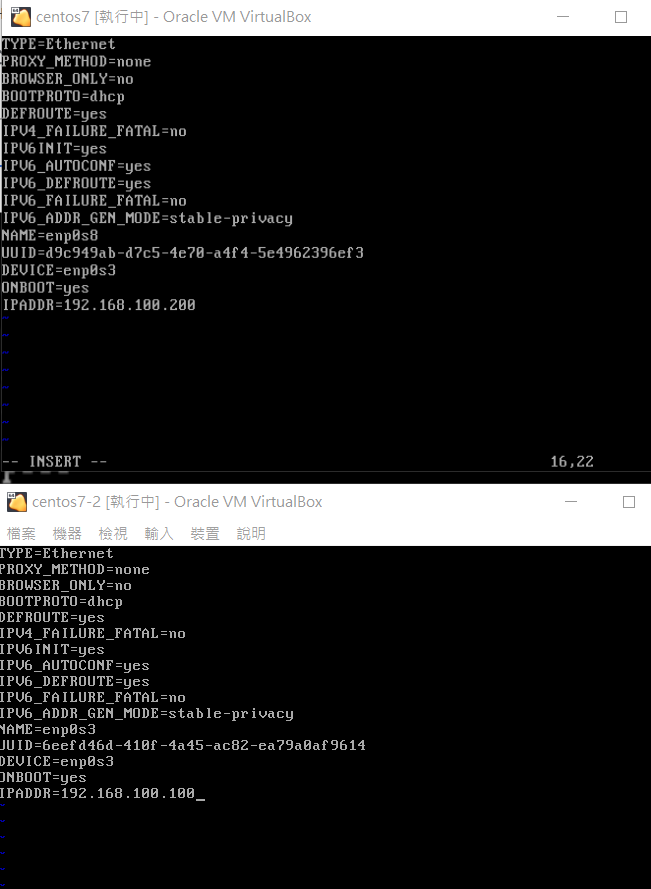 centos7 [執行中] - Oracle VM VirtualBox
TYPE=Ethernet
PROXY_METHOD=none
BROWSER_ONLY=no
BOOTPROTO=dhcp
DEFROUTE=yes
IPV4_FAILURE_FATAL=no
IPV6INIT=yes
IPV6_AUTOCONF=yes
IPV6_DEFROUTE=yes
IPV6_FAILURE_FATAL=no
IPV6_ADDR_GEN_MODE=stable-privacy
NAME=enp0s8
UUID=d9c949ab-d7c5-4e70-a4f4-5e4962396ef3
DEVICE=enp0s3
ONBOOT=yes
IPADDR=192.168.100.200
~
~
~
~
~
~
~
~
-- INSERT -- 16,22
centos7-2 [執行中] - Oracle VM VirtualBox
檔案 機器 檢視 輸入 裝置 說明
TYPE=Ethernet
PROXY_METHOD=none
BROWSER_ONLY=no
BOOTPROTO=dhcp
DEFROUTE=yes
IPV4_FAILURE_FATAL=no
IPV6INIT=yes
IPV6_AUTOCONF=yes
IPV6_DEFROUTE=yes
IPV6_FAILURE_FATAL=no
IPV6_ADDR_GEN_MODE=stable-privacy
NAME=enp0s3
UUID=6eefd46d-410f-4a45-ac82-ea79a0af9614
DEVICE=enp0s3
ONBOOT=yes
IPADDR=192.168.100.100_
~
~
~
~
~
~